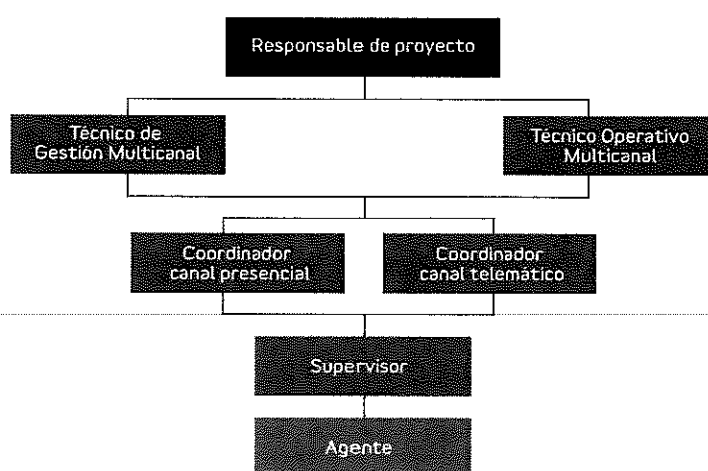 Responsable de proyecto
Técnico de
Gestión Multicanal
Técnico Operativo
Multicanal
Coordinador
canal presencial
Coordinador
canal telemático
Supervisor
Agente